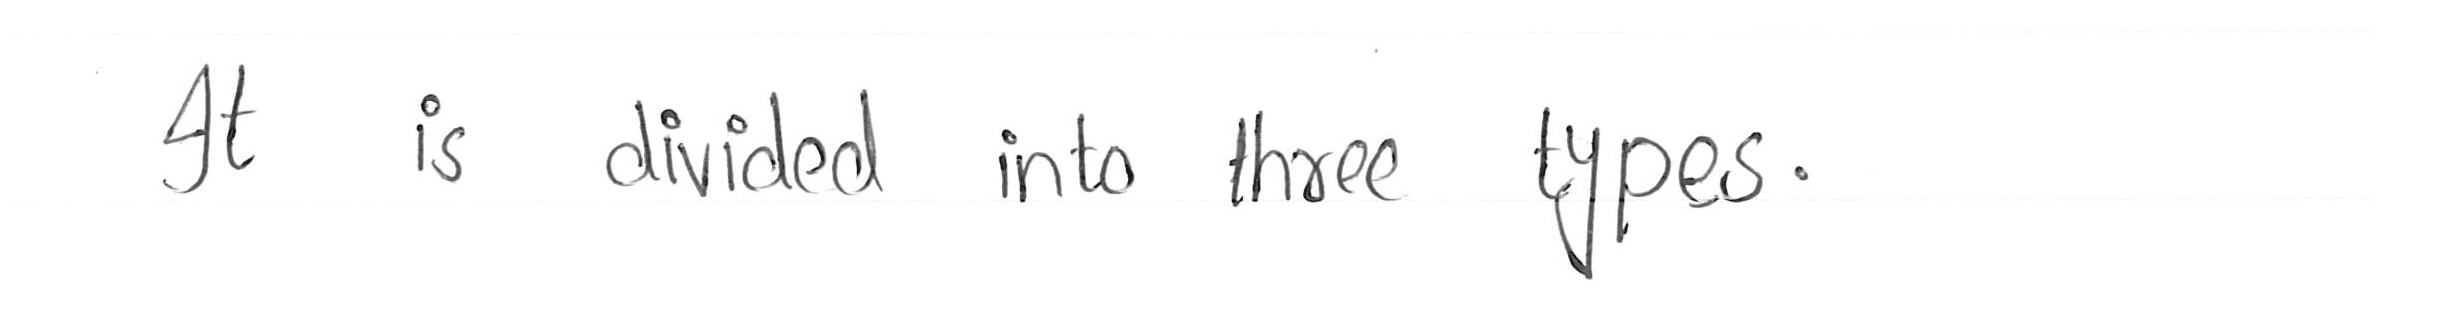 It is divided into three types.